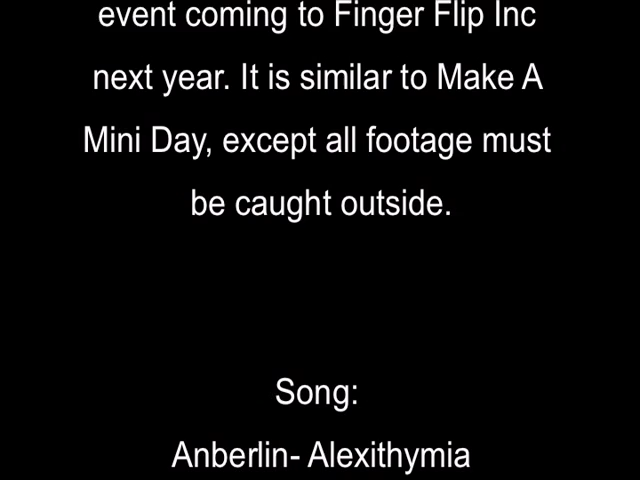 event coming to Finger Flip Inc
next year. It is similar to Make A
Mini Day, except all footage must
be caught outside.
Song:
Anberlin- Alexithymia